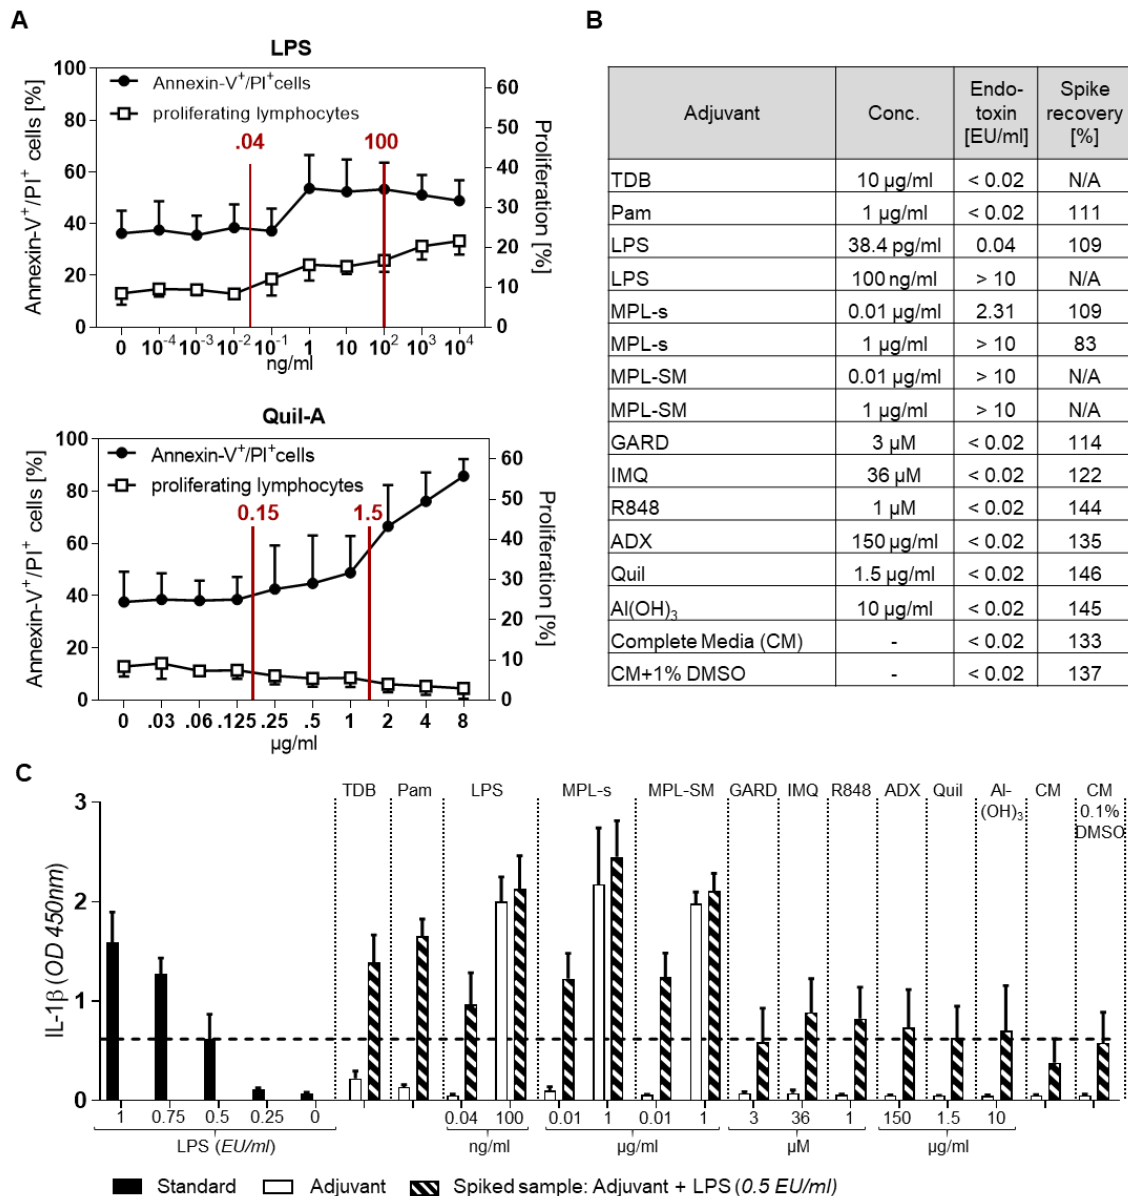 A
LPS
Annexin-V+/PI+ cells [%]
100
80
60
40
20
0
Annexin-V+/PI+cells
proliferating lymphocytes
.04
100
60
50
40
30
20
10
0
Proliferation [%]
0 10-4 10-3 10-2 10-1 1 10 10² 10³ 10⁴
ng/ml
Quil-A
Annexin-V+/PI+ cells [%]
100
80
60
40
20
0
Annexin-V+/PI+cells
proliferating lymphocytes
0.15
1.5
60
50
40
30
20
10
0
Proliferation [%]
0 .03 .06 .125 .25 .5 1 2 4 8
µg/ml
B
Adjuvant Conc. Endo-toxin [EU/ml] Spike recovery [%]
TDB 10 µg/ml < 0.02 N/A
Pam 1 µg/ml < 0.02 111
LPS 38.4 pg/ml 0.04 109
LPS 100 ng/ml > 10 N/A
MPL-s 0.01 µg/ml 2.31 109
MPL-s 1 µg/ml > 10 83
MPL-SM 0.01 µg/ml > 10 N/A
MPL-SM 1 µg/ml > 10 N/A
GARD 3 µM < 0.02 114
IMQ 36 µM < 0.02 122
R848 1 µM < 0.02 144
ADX 150 µg/ml < 0.02 135
Quil 1.5 µg/ml < 0.02 146
Al(OH)₃ 10 µg/ml < 0.02 145
Complete Media (CM) - < 0.02 133
CM+1% DMSO - < 0.02 137
C
IL-1β (OD 450nm)
3
2
1
0
TDB Pam LPS MPL-s MPL-SM GARD IMQ R848 ADX Quil Al- CM CM
(OH)₃ 0.1%
DMSO
1 0.75 0.5 0.25 0 0.04 100 0.01 1 0.01 1 3 36 1 150 1.5 10
LPS (EU/ml) ng/ml µg/ml µM µg/ml
Standard Adjuvant Spiked sample: Adjuvant + LPS (0.5 EU/ml)